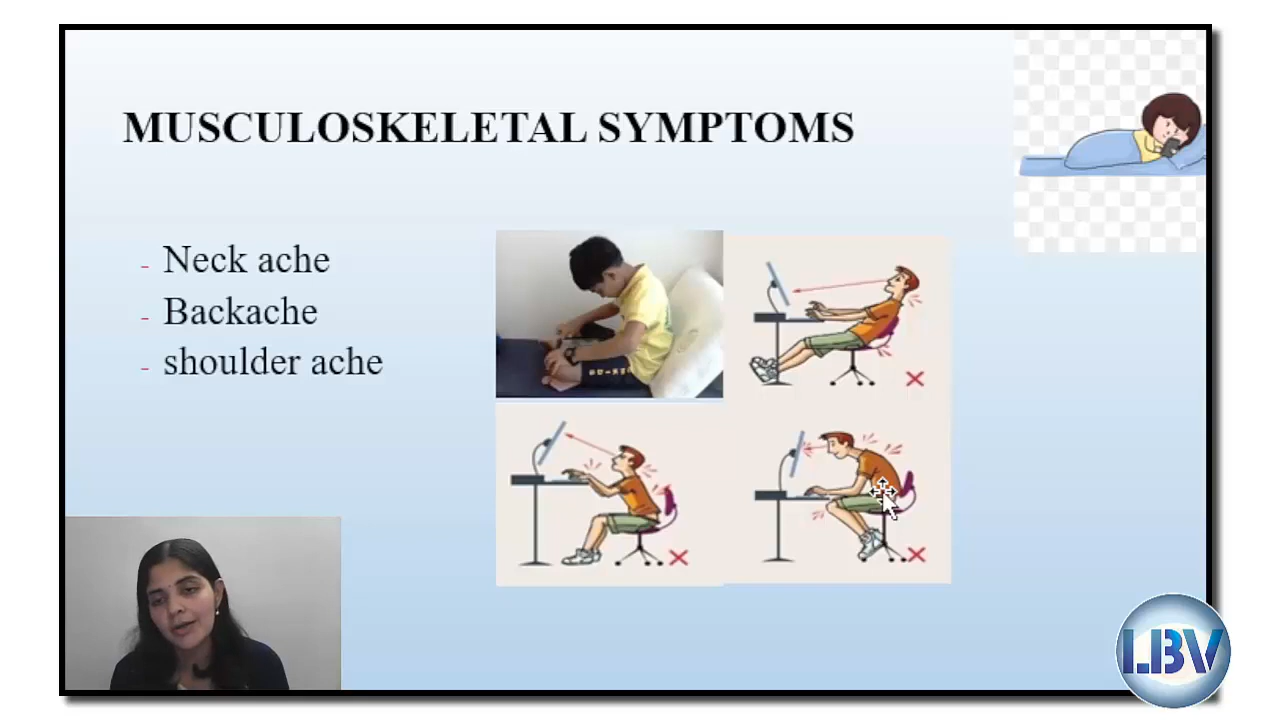 MUSCULOSKELETAL SYMPTOMS
- Neck ache
- Backache
- shoulder ache
LBV